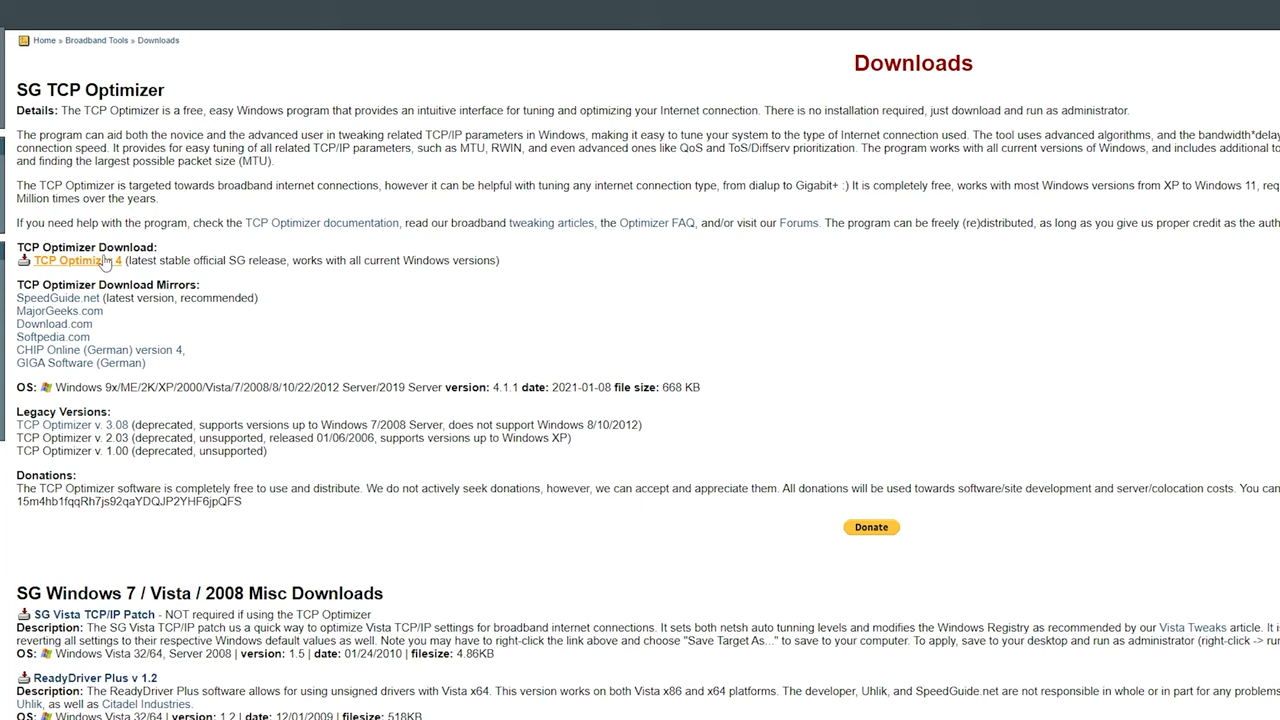 Home » Broadband Tools » Downloads
Downloads
SG TCP Optimizer
Details: The TCP Optimizer is a free, easy Windows program that provides an intuitive interface for tuning and optimizing your Internet connection. There is no installation required, just download and run as administrator.
The program can aid both the novice and the advanced user in tweaking related TCP/IP parameters in Windows, making it easy to tune your system to the type of Internet connection used. The tool uses advanced algorithms, and the bandwidth*delay
connection speed. It provides for easy tuning of all related TCP/IP parameters, such as MTU, RWIN, and even advanced ones like QoS and ToS/Diffserv prioritization. The program works with all current versions of Windows, and includes additional to
and finding the largest possible packet size (MTU).
The TCP Optimizer is targeted towards broadband internet connections, however it can be helpful with tuning any internet connection type, from dialup to Gigabit+ :) It is completely free, works with most Windows versions from XP to Windows 11, req
Million times over the years.
If you need help with the program, check the TCP Optimizer documentation, read our broadband tweaking articles, the Optimizer FAQ, and/or visit our Forums. The program can be freely (re)distributed, as long as you give us proper credit as the auth
TCP Optimizer Download:
TCP Optimizer 4 (latest stable official SG release, works with all current Windows versions)
TCP Optimizer Download Mirrors:
SpeedGuide.net (latest version, recommended)
MajorGeeks.com
Download.com
Softpedia.com
CHIP Online (German) version 4,
GIGA Software (German)
OS: Windows 9x/ME/2K/XP/2000/Vista/7/2008/8/10/22/2012 Server/2019 Server version: 4.1.1 date: 2021-01-08 file size: 668 KB
Legacy Versions:
TCP Optimizer v. 3.08 (deprecated, supports versions up to Windows 7/2008 Server, does not support Windows 8/10/2012)
TCP Optimizer v. 2.03 (deprecated, unsupported, released 01/06/2006, supports versions up to Windows XP)
TCP Optimizer v. 1.00 (deprecated, unsupported)
Donations:
The TCP Optimizer software is completely free to use and distribute. We do not actively seek donations, however, we can accept and appreciate them. All donations will be used towards software/site development and server/colocation costs. You can
15m4hb1fqqRh7js92qaYDQJP2YHF6jpQFS
Donate
SG Windows 7 / Vista / 2008 Misc Downloads
SG Vista TCP/IP Patch - NOT required if using the TCP Optimizer
Description: The SG Vista TCP/IP patch us a quick way to optimize Vista TCP/IP settings for broadband internet connections. It sets both netsh auto tunning levels and modifies the Windows Registry as recommended by our Vista Tweaks article. It i
reverting all settings to their respective Windows default values as well. Note you may have to right-click the link above and choose "Save Target As..." to save to your computer. To apply, save to your desktop and run as administrator (right-click -> ru
OS: Windows Vista 32/64, Server 2008 | version: 1.5 | date: 01/24/2010 | filesize: 4.86KB
ReadyDriver Plus v 1.2
Description: The ReadyDriver Plus software allows for using unsigned drivers with Vista x64. This version works on both Vista x86 and x64 platforms. The developer, Uhlik, and SpeedGuide.net are not responsible in whole or in part for any problems
Uhlik, as well as Citadel Industries.
OS: Windows Vista 32/64 | version: 1.2 | date: 12/01/2009 | filesize: 518KB